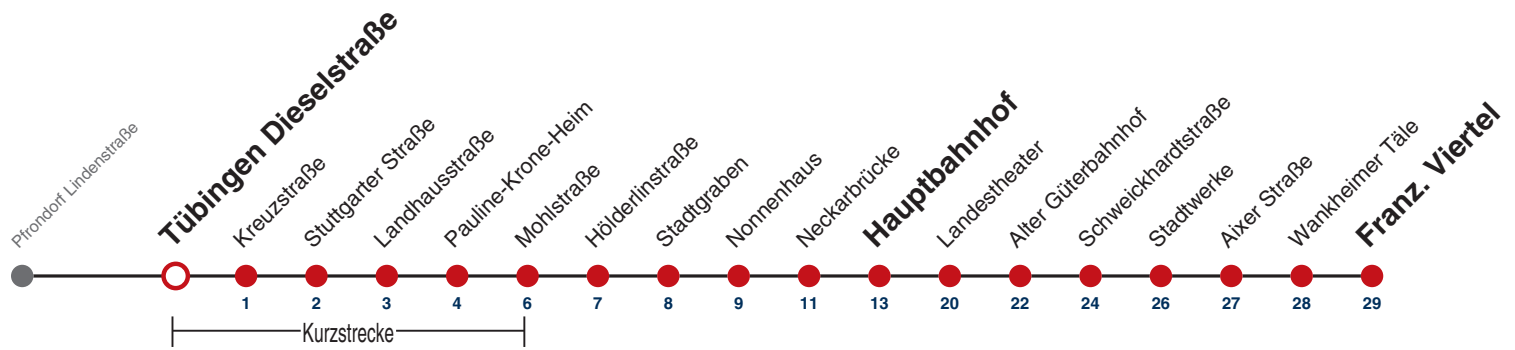 Pfrondorf Lindenstraße
Tübingen Dieselstraße
Kreuzstraße
Stuttgarter Straße
Landhausstraße
Pauline-Krone-Heim
Mohlstraße
Hölderlinstraße
Stadtgraben
Nonnenhaus
Neckarbrücke
Hauptbahnhof
Landestheater
Alter Güterbahnhof
Schweickhardtstraße
Stadtwerke
Aixer Straße
Wankheimer Täle
Franz. Viertel
1 2 3 4 6 7 8 9 11 13 20 22 24 26 27 28 29
Kurzstrecke